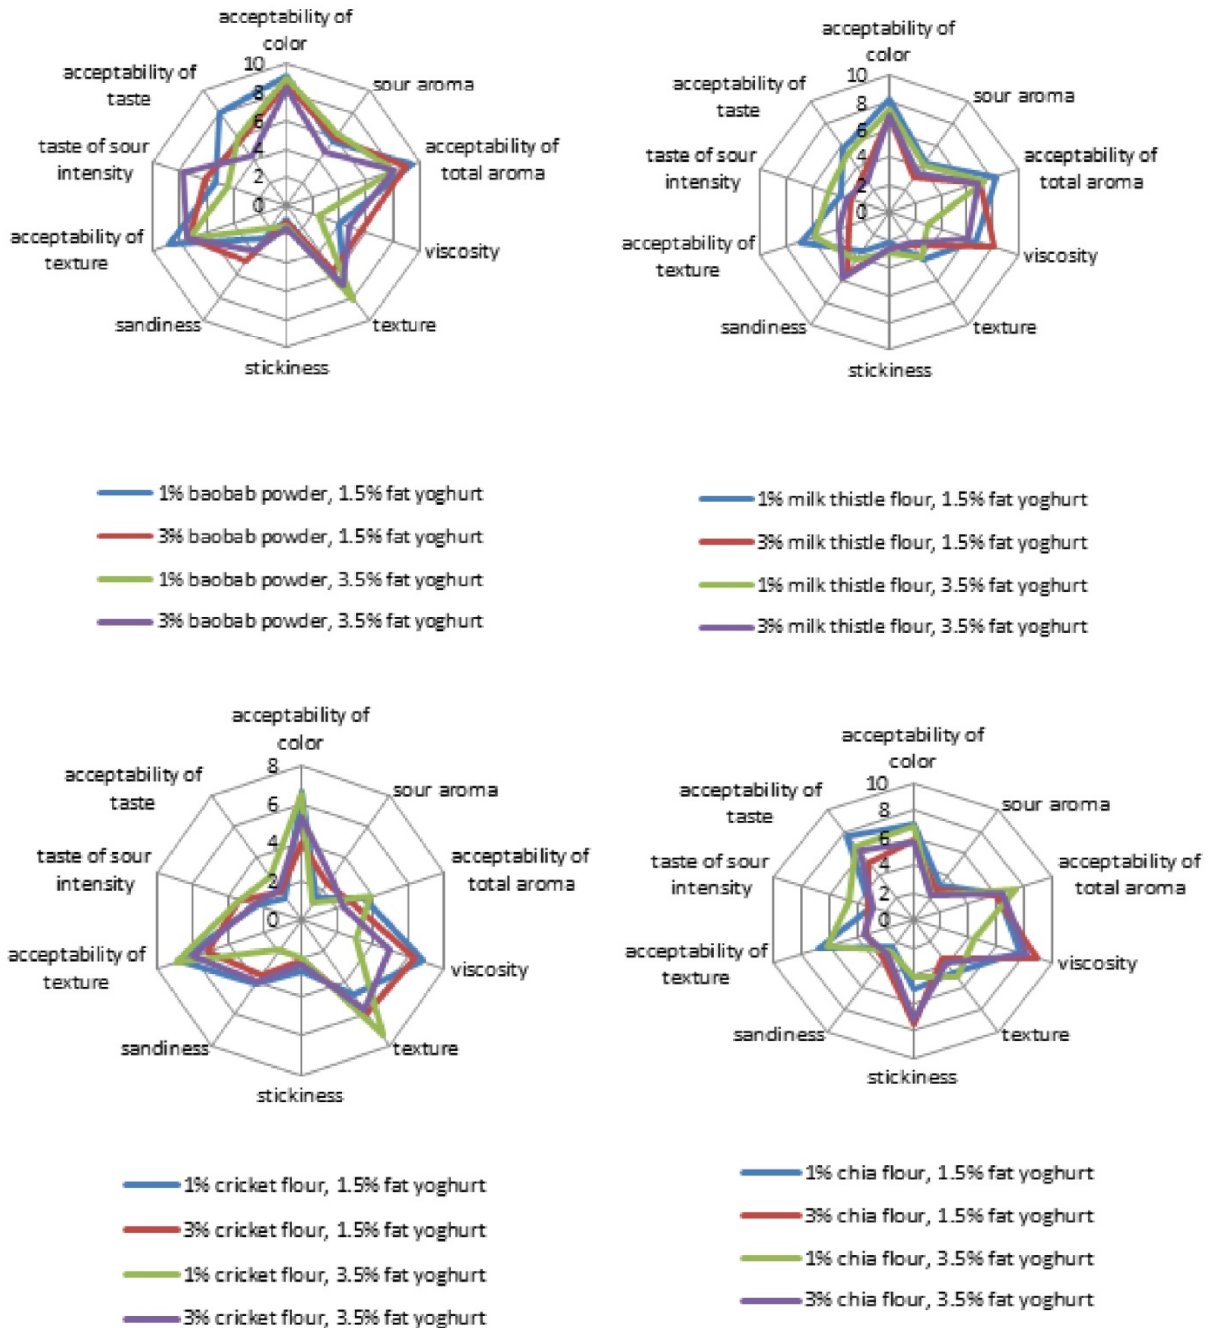 acceptability of
color
10
8
6
4
2
0
sour aroma
acceptability of
total aroma
viscosity
texture
stickiness
sandiness
acceptability of
texture
taste of sour
intensity
acceptability of
taste
1% baobab powder, 1.5% fat yoghurt
3% baobab powder, 1.5% fat yoghurt
1% baobab powder, 3.5% fat yoghurt
3% baobab powder, 3.5% fat yoghurt
acceptability of
color
10
8
6
4
2
0
sour aroma
acceptability of
total aroma
viscosity
texture
stickiness
sandiness
acceptability of
texture
taste of sour
intensity
acceptability of
taste
1% milk thistle flour, 1.5% fat yoghurt
3% milk thistle flour, 1.5% fat yoghurt
1% milk thistle flour, 3.5% fat yoghurt
3% milk thistle flour, 3.5% fat yoghurt
acceptability of
color
8
6
4
2
0
sour aroma
acceptability of
total aroma
viscosity
texture
stickiness
sandiness
acceptability of
texture
taste of sour
intensity
acceptability of
taste
1% cricket flour, 1.5% fat yoghurt
3% cricket flour, 1.5% fat yoghurt
1% cricket flour, 3.5% fat yoghurt
3% cricket flour, 3.5% fat yoghurt
acceptability of
color
10
8
6
4
2
0
sour aroma
acceptability of
total aroma
viscosity
texture
stickiness
sandiness
acceptability of
texture
taste of sour
intensity
acceptability of
taste
1% chia flour, 1.5% fat yoghurt
3% chia flour, 1.5% fat yoghurt
1% chia flour, 3.5% fat yoghurt
3% chia flour, 3.5% fat yoghurt